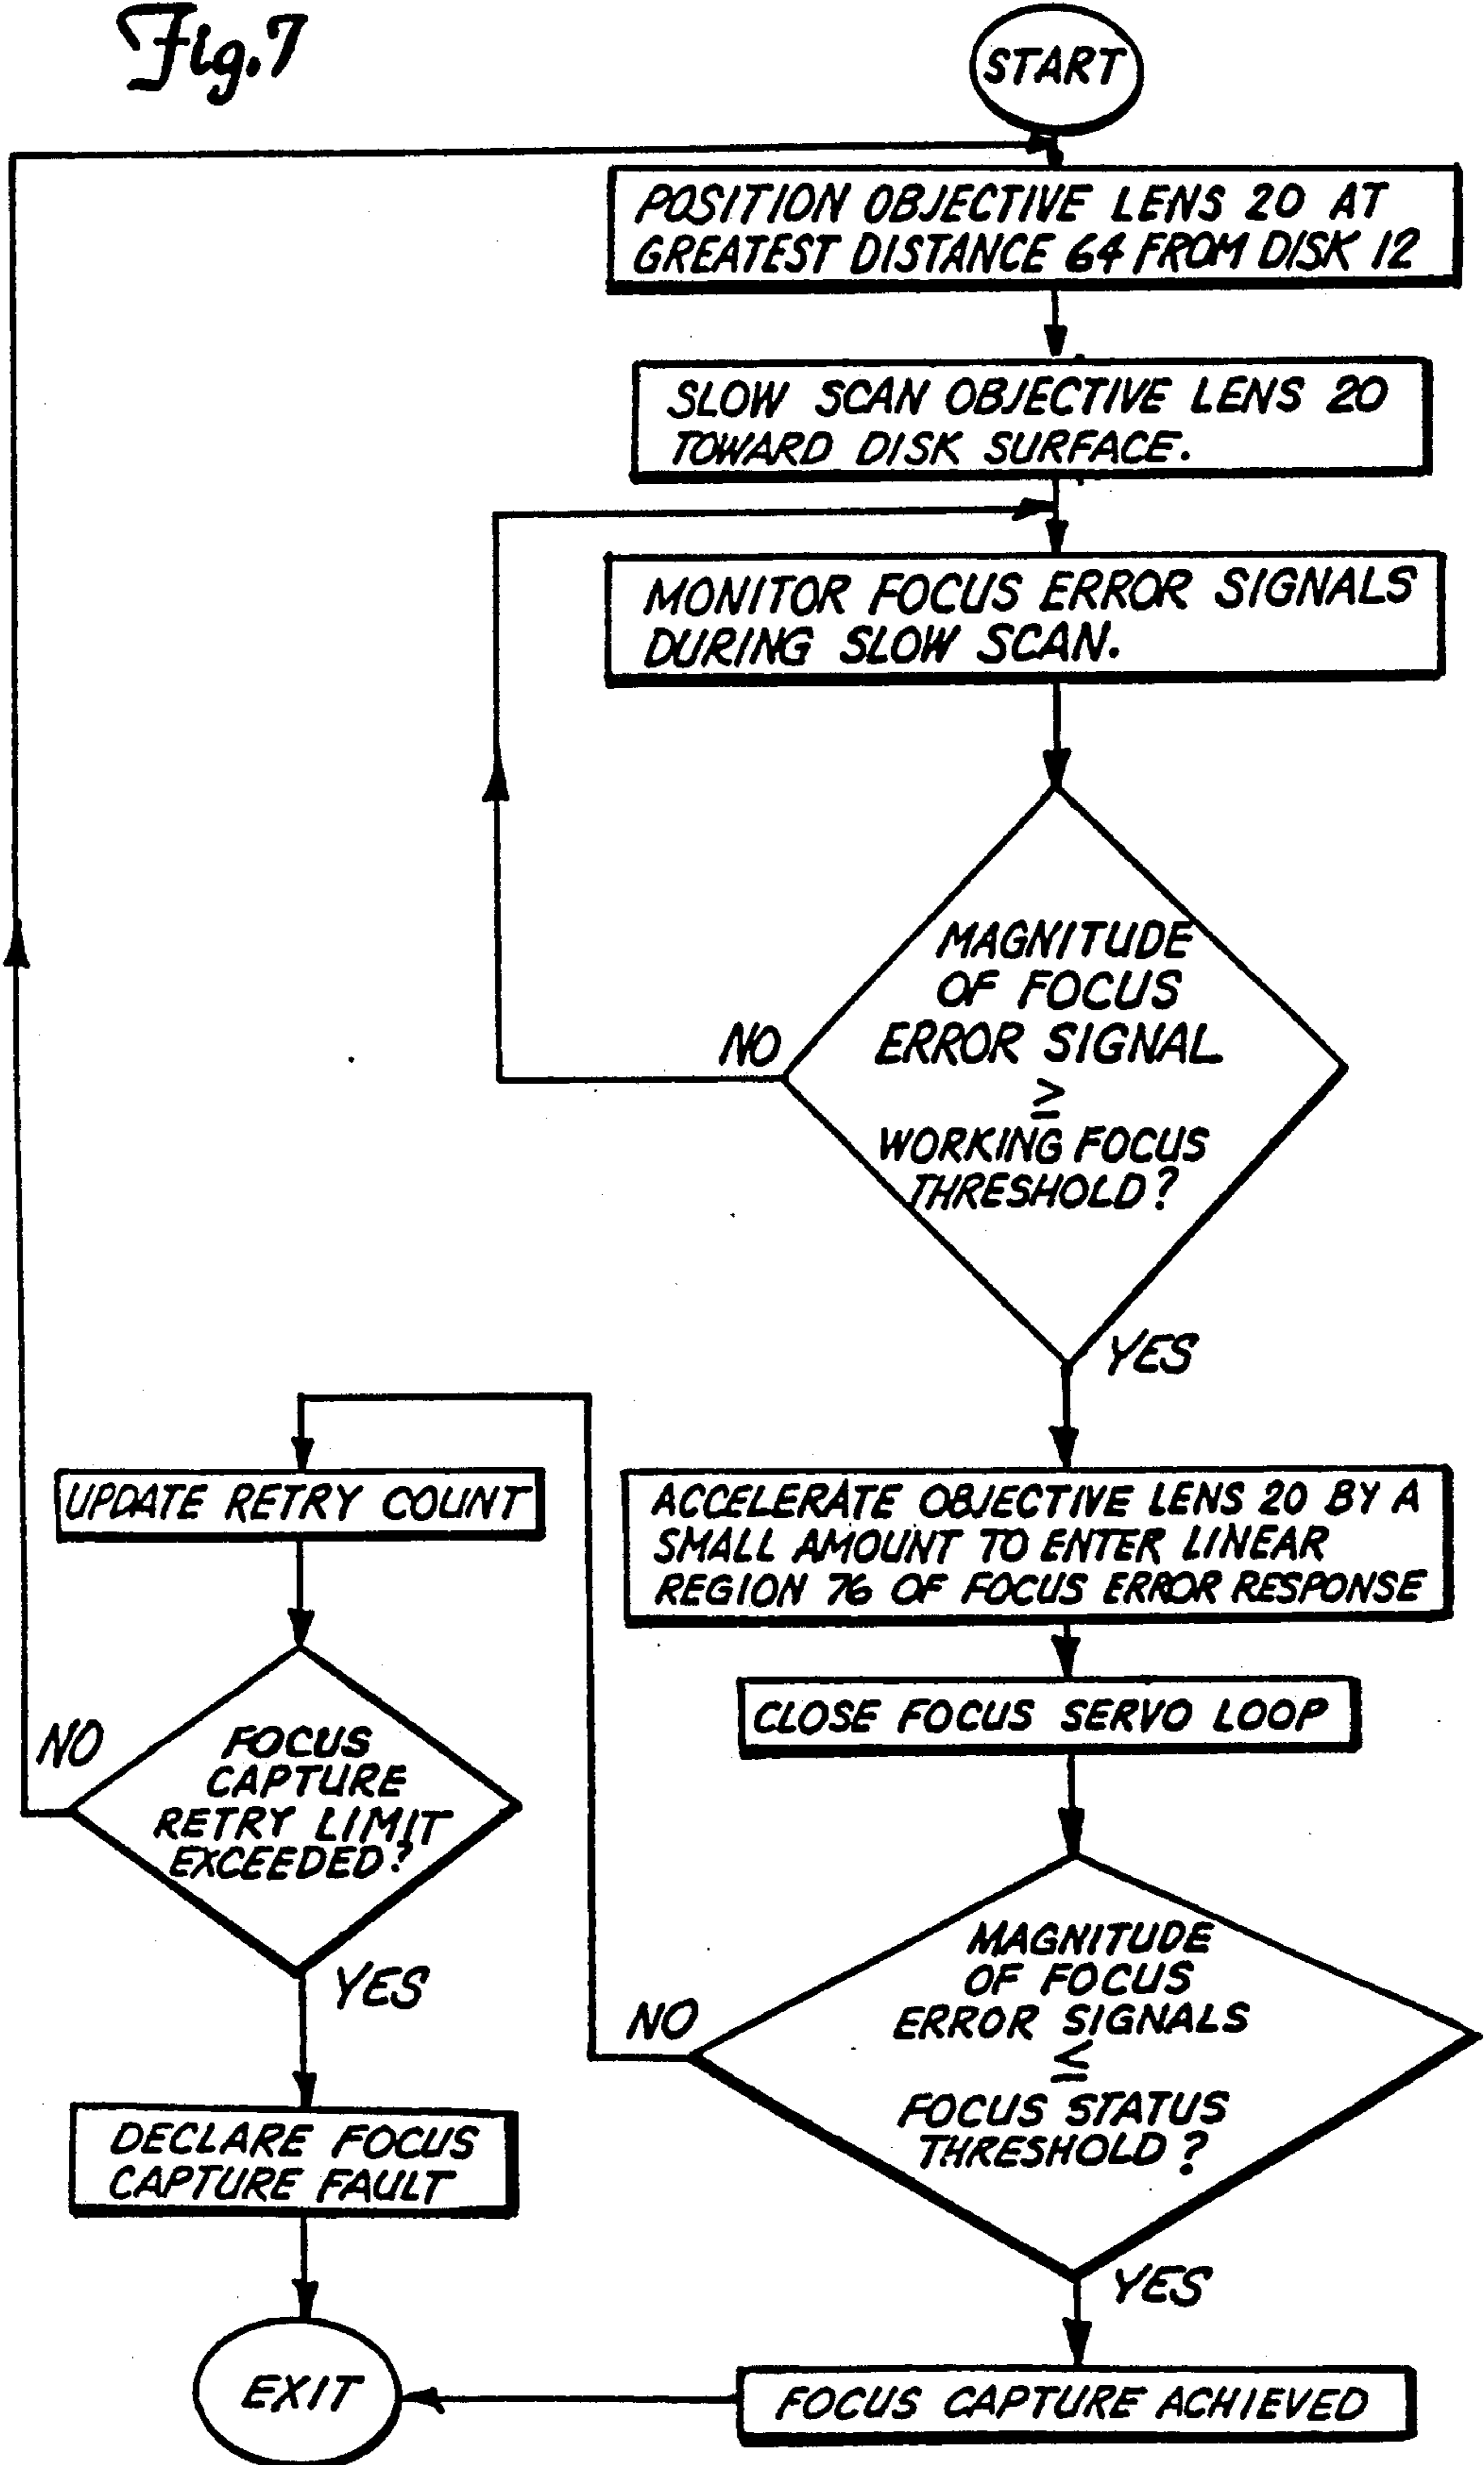 Fig.7
START
POSITION OBJECTIVE LENS 20 AT
GREATEST DISTANCE 64 FROM DISK 12
SLOW SCAN OBJECTIVE LENS 20
TOWARD DISK SURFACE.
MONITOR FOCUS ERROR SIGNALS
DURING SLOW SCAN.
MAGNITUDE
OF FOCUS
ERROR SIGNAL
≥
WORKING FOCUS
THRESHOLD?
NO
YES
ACCELERATE OBJECTIVE LENS 20 BY A
SMALL AMOUNT TO ENTER LINEAR
REGION 76 OF FOCUS ERROR RESPONSE
CLOSE FOCUS SERVO LOOP
MAGNITUDE
OF FOCUS
ERROR SIGNALS
≤
FOCUS STATUS
THRESHOLD?
NO
YES
UPDATE RETRY COUNT
FOCUS
CAPTURE
RETRY LIMIT
EXCEEDED?
NO
YES
DECLARE FOCUS
CAPTURE FAULT
FOCUS CAPTURE ACHIEVED
EXIT